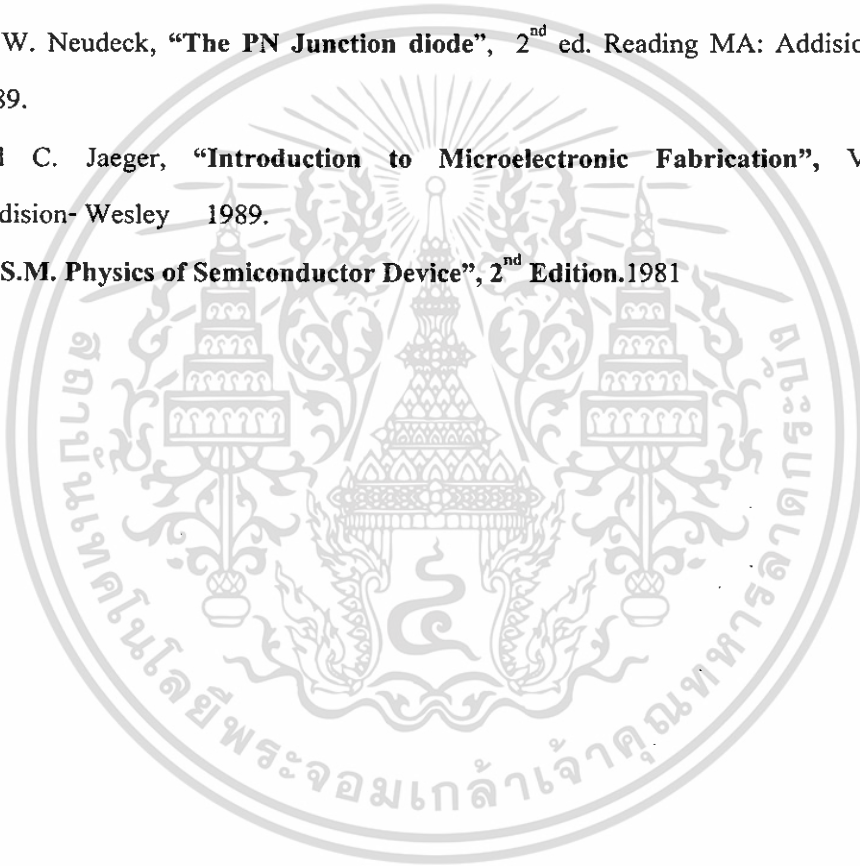 W. Neudeck, “The PN Junction diode”, 2nd ed. Reading MA: Addisio
89.
C. Jaeger, “Introduction to Microelectronic Fabrication”, V
dision- Wesley 1989.
S.M. Physics of Semiconductor Device”, 2nd Edition.1981
สถาบันเทคโนโลยีพระจอมเกล้าเจ้าคุณทหารลาดกระบัง